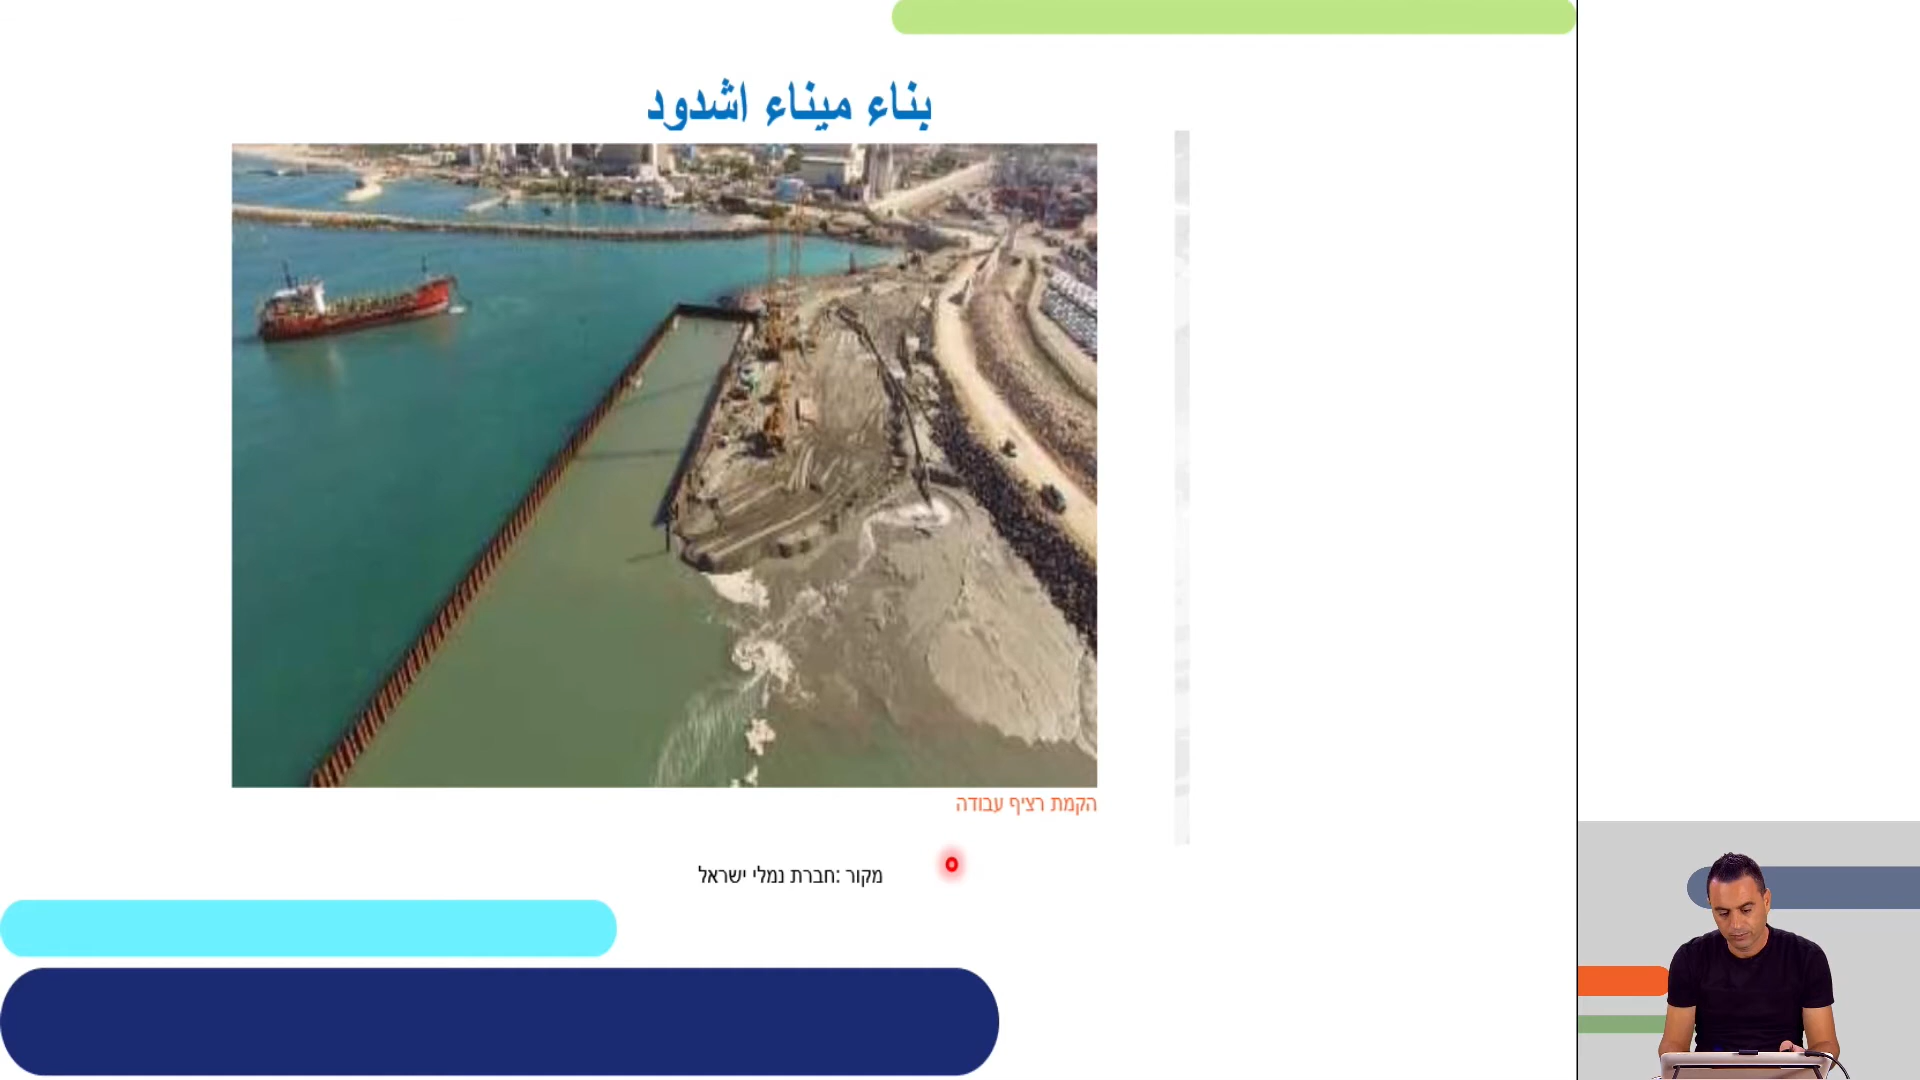 بناء ميناء اشدود
הקמת רציף עבודה
מקור :חברת נמלי ישראל